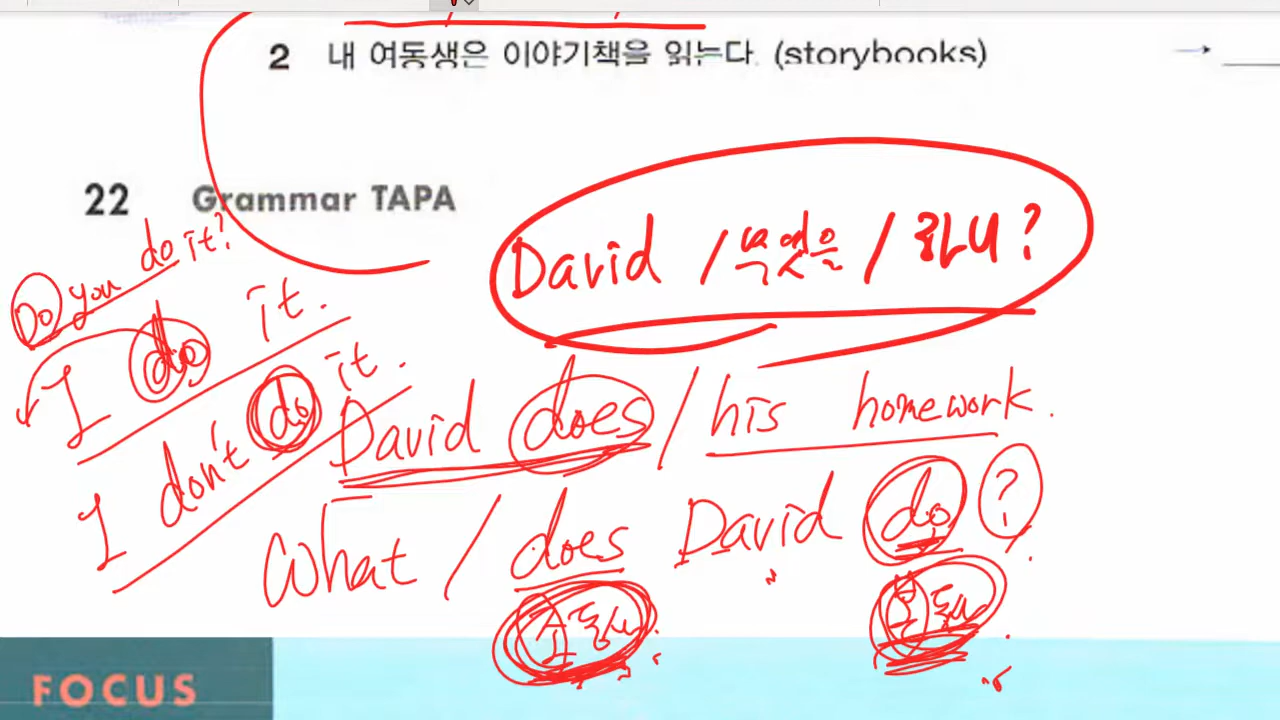 2 내 여동생은 이야기책을 읽는다. (storybooks)
22 Grammar TAPA
David / 무엇을 / 하니?
Do you do it?
I do it.
I don't do it.
David does / his homework.
What / does David do?
조동사
본동사
FOCUS